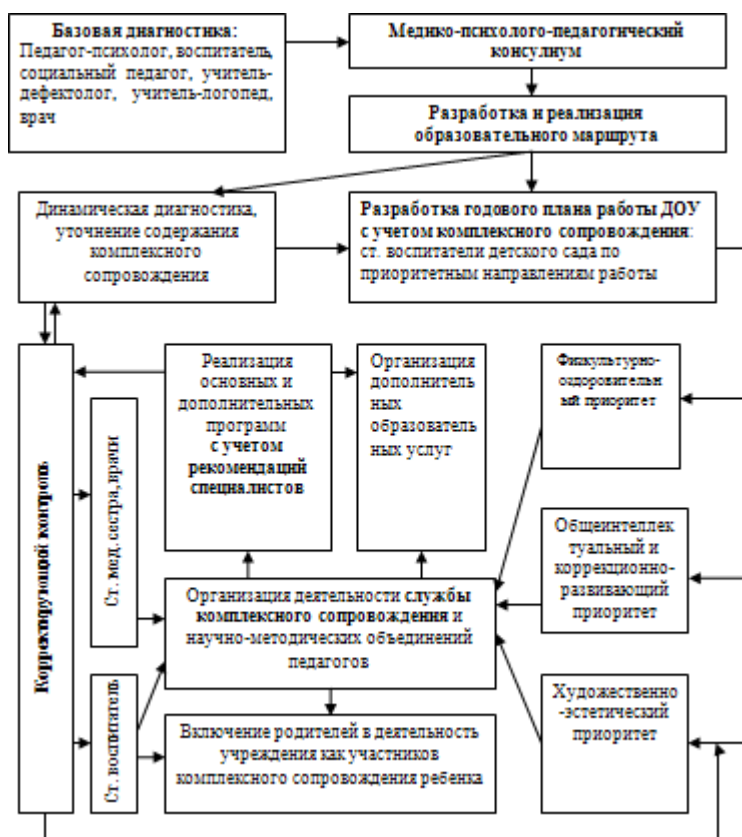 Базовая диагностика:
Педагог-психолог, воспитатель,
социальный педагог, учитель-
дефектолог, учитель-логопед,
врач
Медико-психолого-педагогический
консулиум
Разработка и реализация
образовательного маршрута
Динамическая диагностика,
уточнение содержания
комплексного
сопровождения
Разработка годового плана работы ДОУ
с учетом комплексного сопровождения:
ст. воспитатели детского сада по
приоритетным направлениям работы
Корректирующий контроль
Ст. мед. сестра, врачи
Ст. воспитатель
Реализация
основных и
дополнительных
программ
с учетом
рекомендаций
специалистов
Организация
дополнитель
ных
образователь
ных услуг
Физкультурно-
оздоровительн
ый приоритет
Общеинтеллек
туальный и
коррекционно-
развивающий
приоритет
Организация деятельности службы
комплексного сопровождения и
научно-методических объединений
педагогов
Художественно
-эстетический
приоритет
Включение родителей в деятельность
учреждения как участников
комплексного сопровождения ребенка